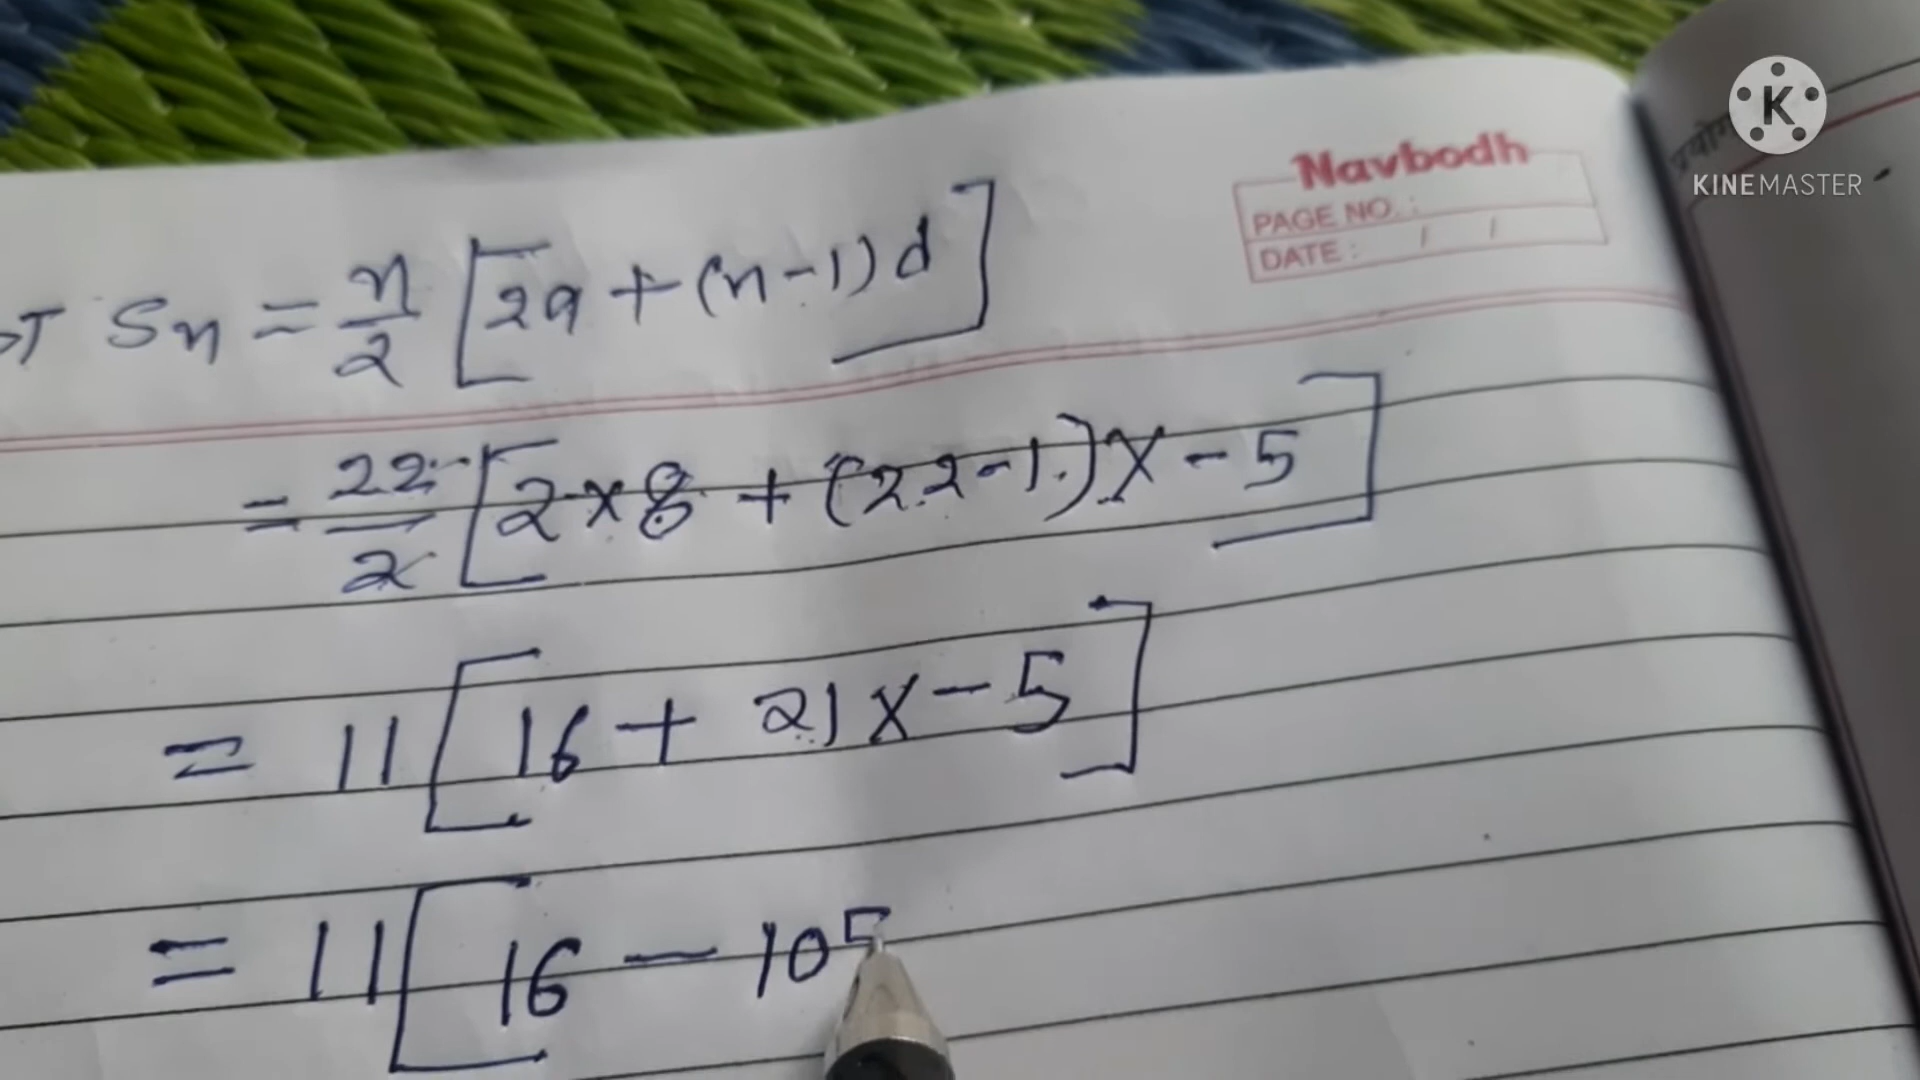 Navbodh
PAGE NO. :
DATE : / /
K
KINEMASTER
Sn = n/2 [2a + (n-1)d]
= 22/2 [2×8 + (22-1)×-5]
= 11 [16 + 21×-5]
= 11 [16 - 105